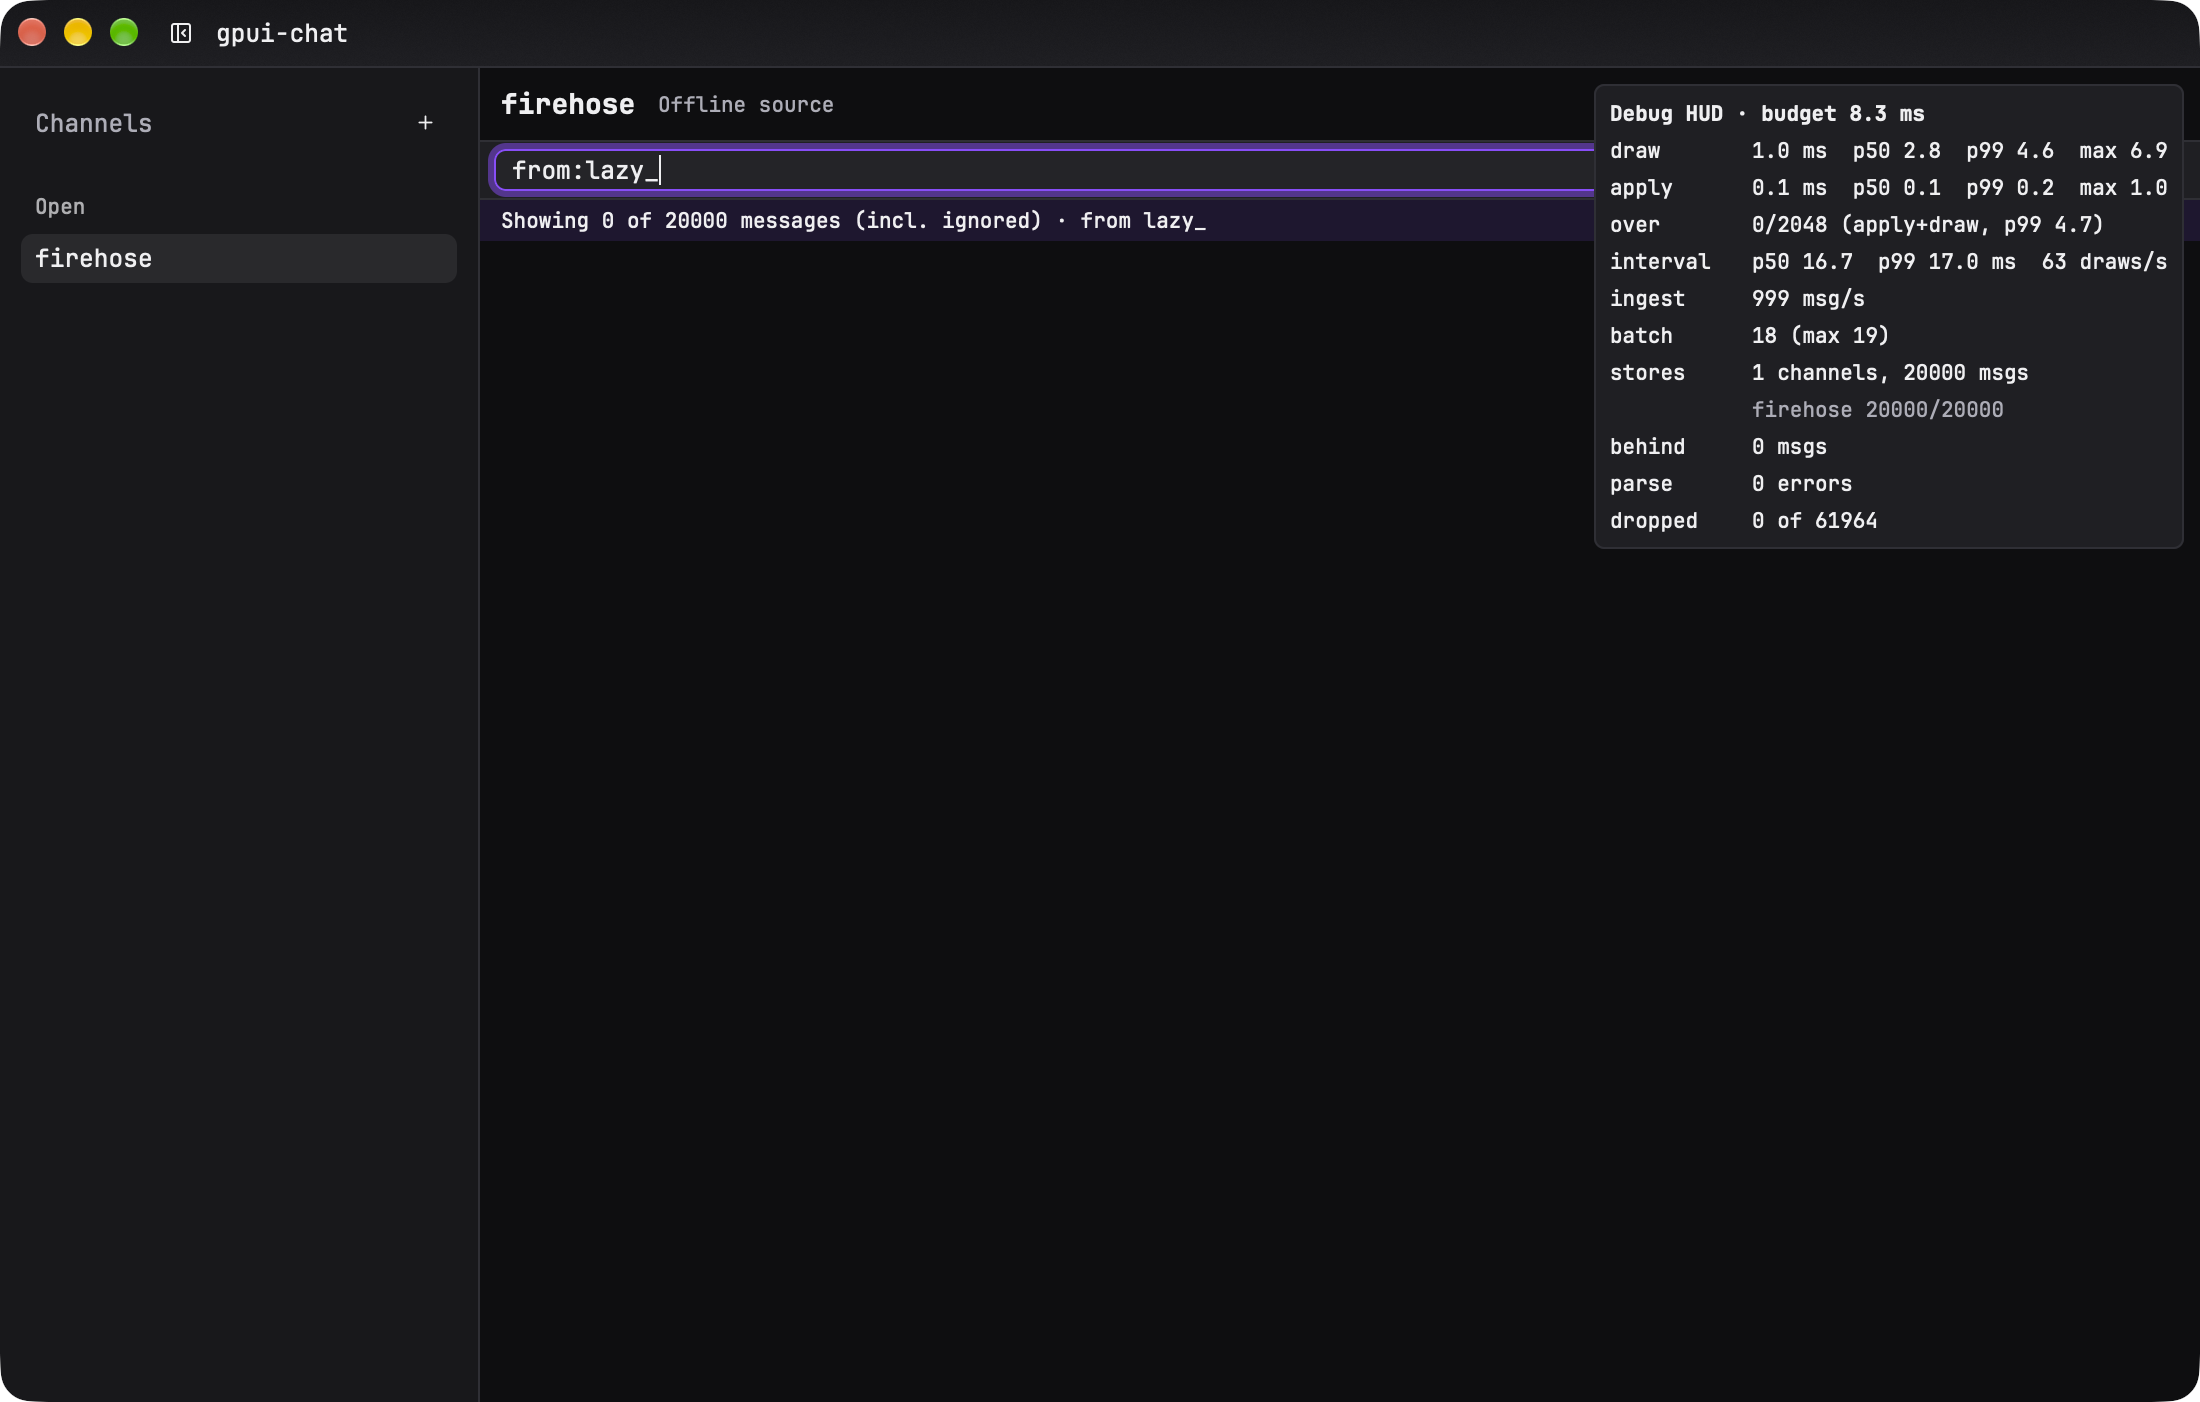 gpui-chat
Channels +
Open
firehose
firehose Offline source
from:lazy_
Showing 0 of 20000 messages (incl. ignored) · from lazy_
Debug HUD · budget 8.3 ms
draw 1.0 ms p50 2.8 p99 4.6 max 6.9
apply 0.1 ms p50 0.1 p99 0.2 max 1.0
over 0/2048 (apply+draw, p99 4.7)
interval p50 16.7 p99 17.0 ms 63 draws/s
ingest 999 msg/s
batch 18 (max 19)
stores 1 channels, 20000 msgs
firehose 20000/20000
behind 0 msgs
parse 0 errors
dropped 0 of 61964